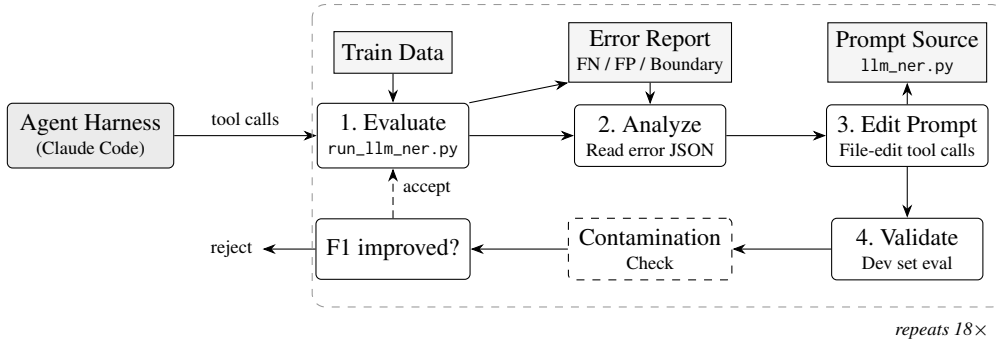 Train Data
Error Report
FN / FP / Boundary
Prompt Source
llm_ner.py
Agent Harness
(Claude Code)
tool calls
1. Evaluate
run_llm_ner.py
2. Analyze
Read error JSON
3. Edit Prompt
File-edit tool calls
accept
reject
F1 improved?
Contamination
Check
4. Validate
Dev set eval
repeats 18×